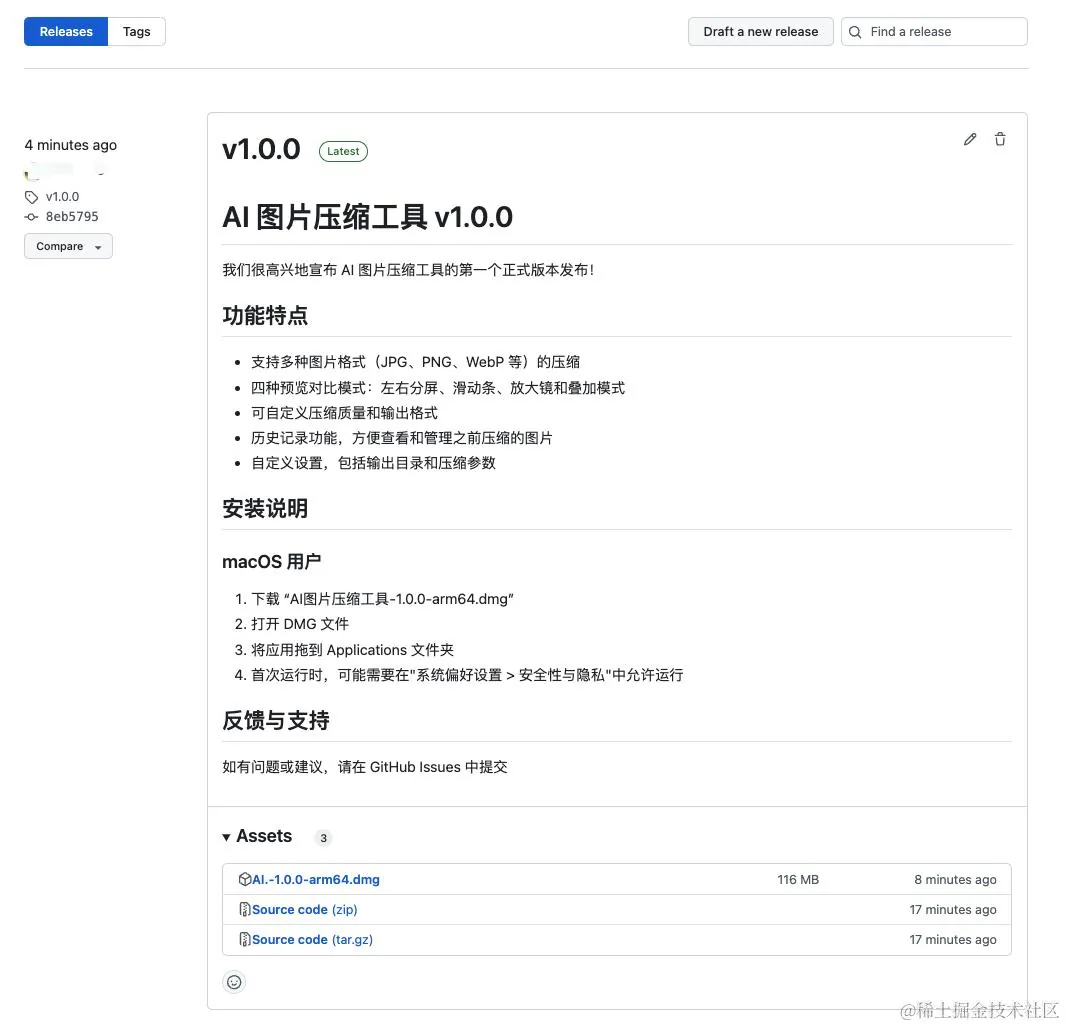 Releases
Tags
Draft a new release
Find a release
4 minutes ago
v1.0.0
8eb5795
Compare
v1.0.0
Latest
AI 图片压缩工具 v1.0.0
我们很高兴地宣布 AI 图片压缩工具的第一个正式版本发布！
功能特点
• 支持多种图片格式（JPG、PNG、WebP 等）的压缩
• 四种预览对比模式：左右分屏、滑动条、放大镜和叠加模式
• 可自定义压缩质量和输出格式
• 历史记录功能，方便查看和管理之前压缩的图片
• 自定义设置，包括输出目录和压缩参数
安装说明
macOS 用户
1. 下载 “AI图片压缩工具-1.0.0-arm64.dmg”
2. 打开 DMG 文件
3. 将应用拖到 Applications 文件夹
4. 首次运行时，可能需要在"系统偏好设置 > 安全性与隐私"中允许运行
反馈与支持
如有问题或建议，请在 GitHub Issues 中提交
Assets 3
AI.-1.0.0-arm64.dmg 116 MB 8 minutes ago
Source code (zip) 17 minutes ago
Source code (tar.gz) 17 minutes ago
@稀土掘金技术社区